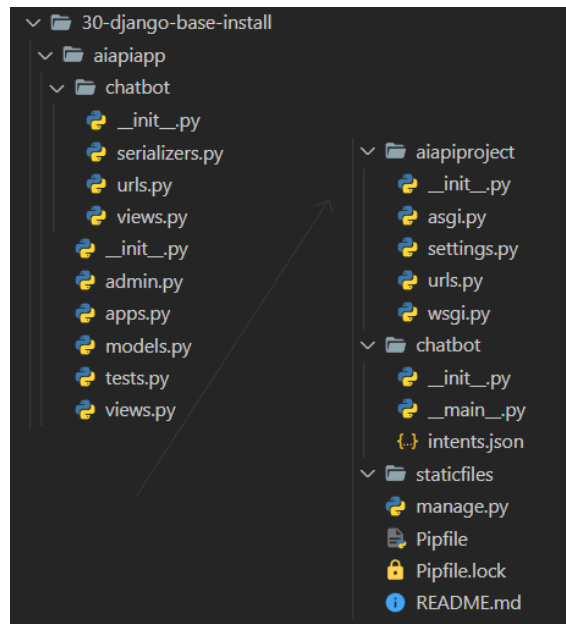 30-django-base-install
aiapiapp
chatbot
__init__.py
serializers.py
urls.py
views.py
__init__.py
admin.py
apps.py
models.py
tests.py
views.py
aiapiproject
__init__.py
asgi.py
settings.py
urls.py
wsgi.py
chatbot
__init__.py
__main__.py
{..} intents.json
staticfiles
manage.py
Pipfile
Pipfile.lock
README.md